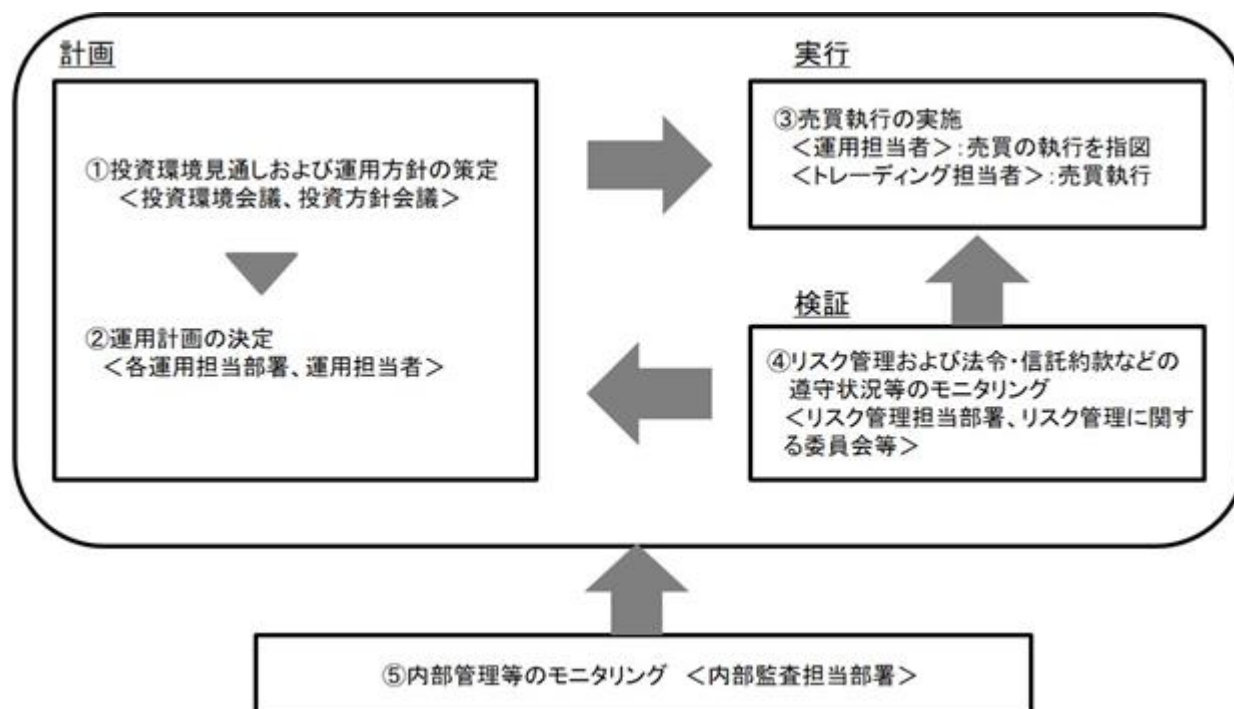 計画
①投資環境見通しおよび運用方針の策定
＜投資環境会議、投資方針会議＞
②運用計画の決定
＜各運用担当部署、運用担当者＞
実行
③売買執行の実施
＜運用担当者＞:売買の執行を指図
＜トレーディング担当者＞:売買執行
検証
④リスク管理および法令・信託約款などの
遵守状況等のモニタリング
＜リスク管理担当部署、リスク管理に関す
る委員会等＞
⑤内部管理等のモニタリング ＜内部監査担当部署＞